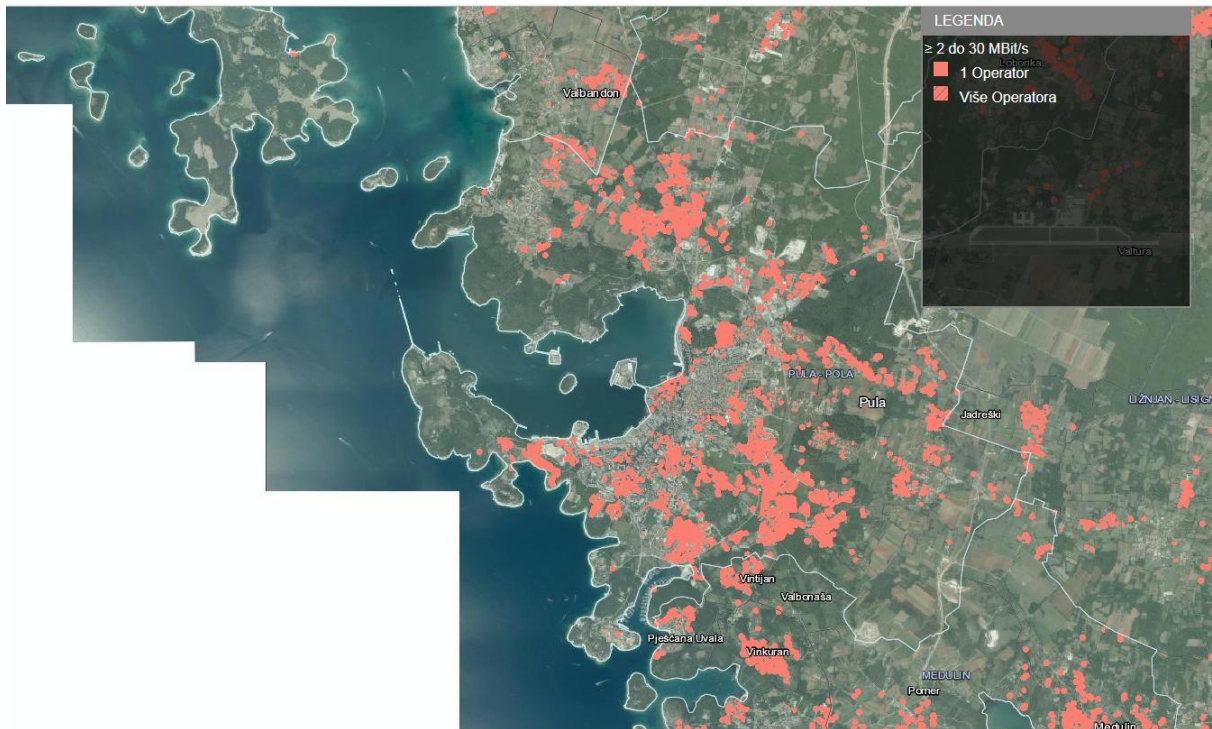 LEGENDA
≥ 2 do 30 MBit/s
1 Operator
Više Operatora
Loborika
Valbandon
Valtura
PULA - POLA
Pula
Jadreški
LIŽNJAN - LISIGN
Vintijan
Valbonaša
Pješčana Uvala
Vinkuran
MEDULIN
Pomer
Medulin